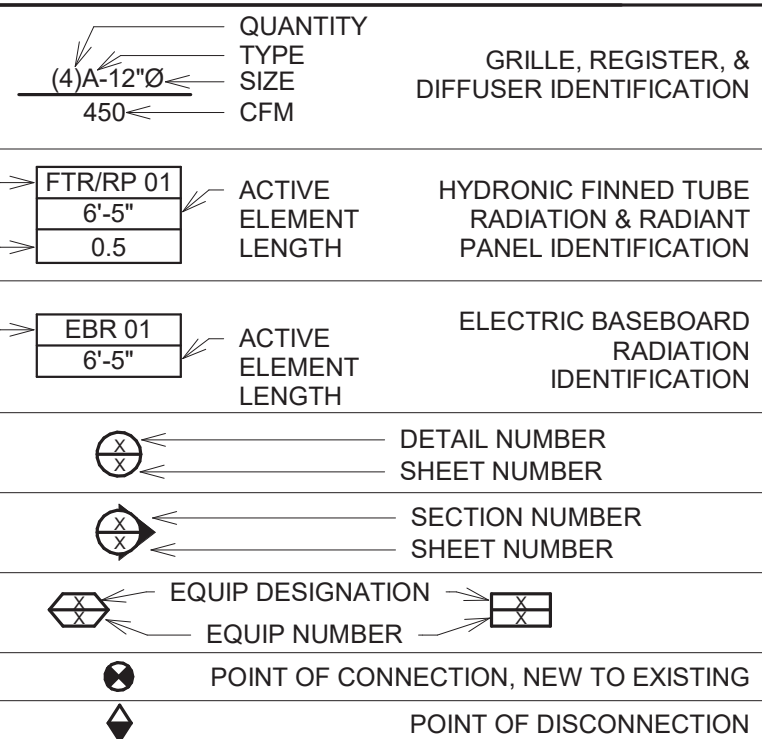 QUANTITY
TYPE
(4)A-12"Ø
SIZE
450
CFM
GRILLE, REGISTER, &
DIFFUSER IDENTIFICATION
FTR/RP 01
6'-5"
0.5
ACTIVE
ELEMENT
LENGTH
HYDRONIC FINNED TUBE
RADIATION & RADIANT
PANEL IDENTIFICATION
EBR 01
6'-5"
ACTIVE
ELEMENT
LENGTH
ELECTRIC BASEBOARD
RADIATION
IDENTIFICATION
X
X
DETAIL NUMBER
SHEET NUMBER
X
X
SECTION NUMBER
SHEET NUMBER
X
X
EQUIP DESIGNATION
EQUIP NUMBER
X
X
POINT OF CONNECTION, NEW TO EXISTING
POINT OF DISCONNECTION